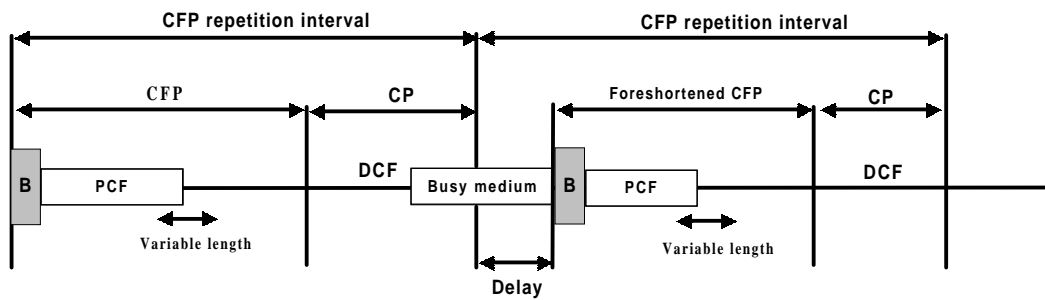 CFP repetition interval
CFP repetition interval
CFP
CP
Foreshortened CFP
CP
B
PCF
DCF
Busy medium
B
PCF
DCF
Variable length
Variable length
Delay